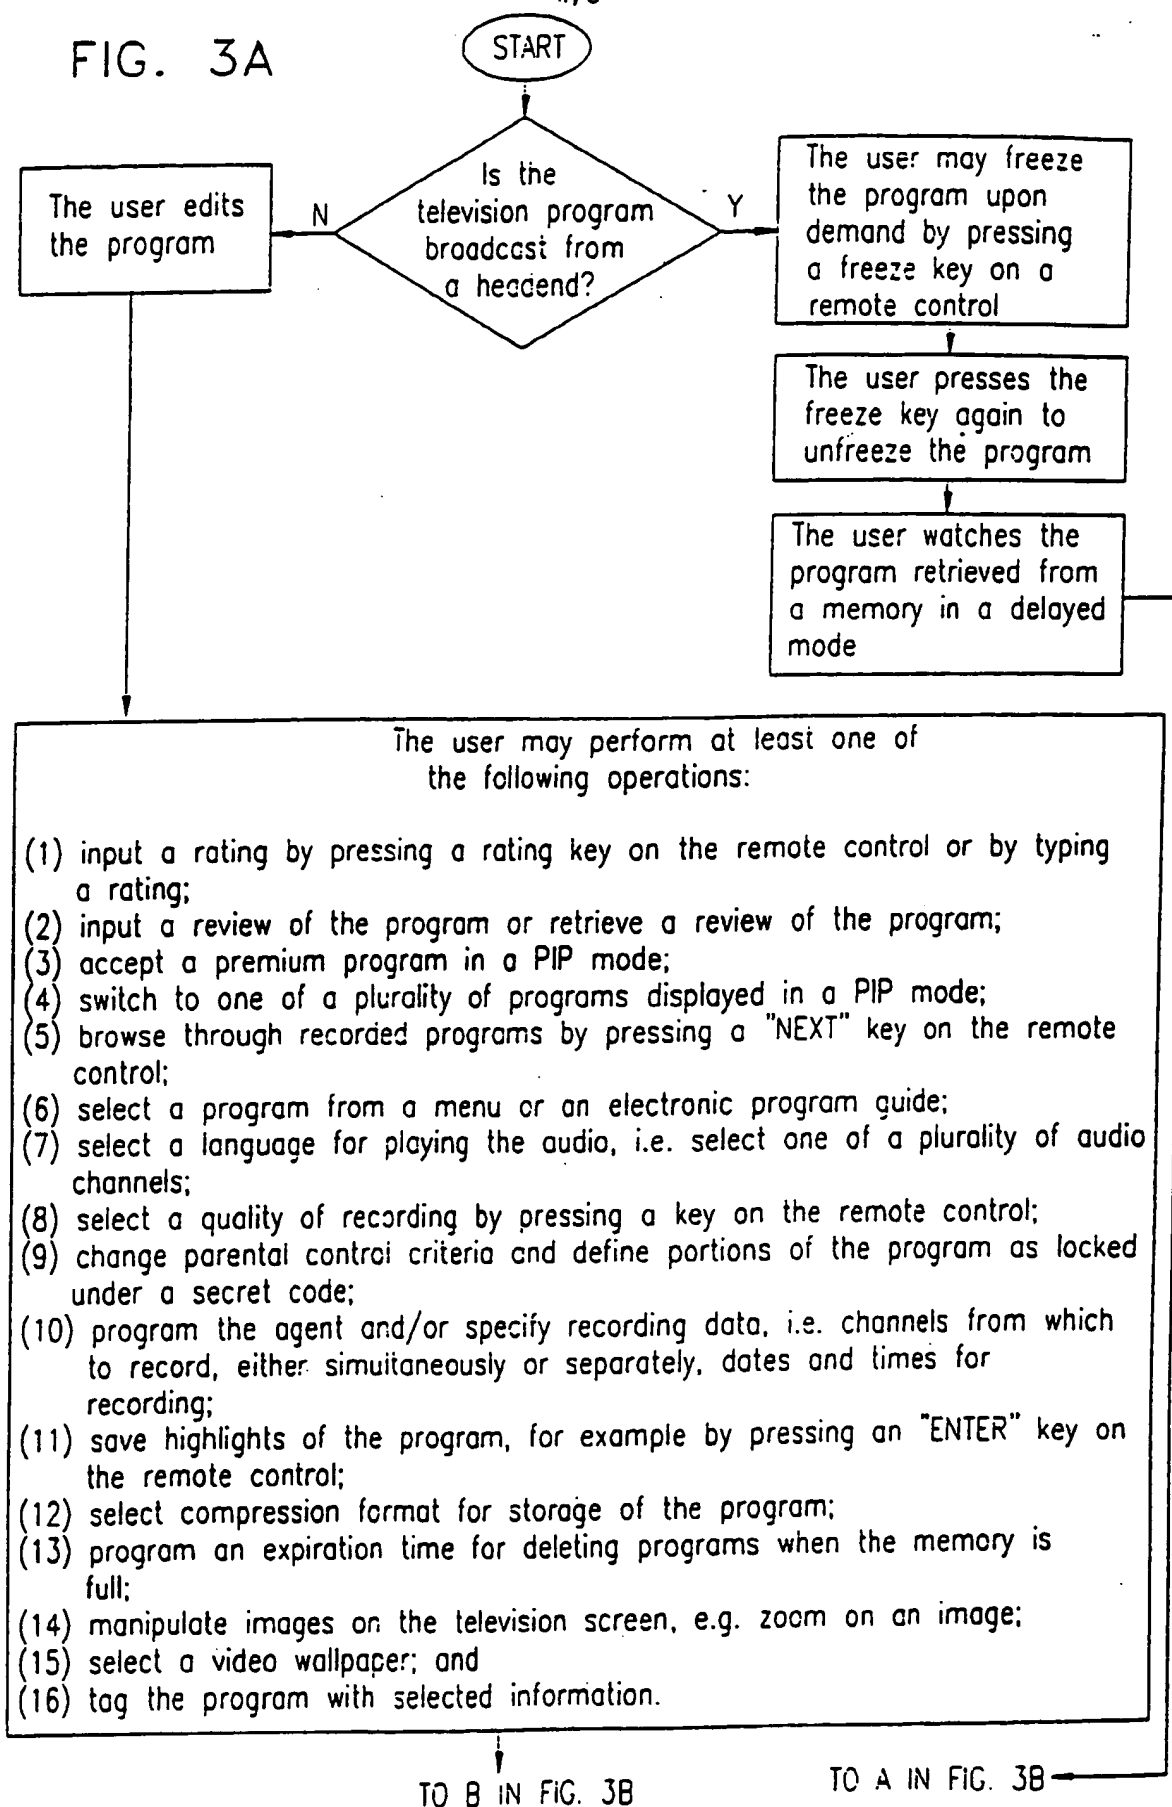 FIG. 3A
START
Is the
television program
broadcast from
a headend?
N
Y
The user edits
the program
The user may freeze
the program upon
demand by pressing
a freeze key on a
remote control
The user presses the
freeze key again to
unfreeze the program
The user watches the
program retrieved from
a memory in a delayed
mode
The user may perform at least one of
the following operations:
(1) input a rating by pressing a rating key on the remote control or by typing
a rating;
(2) input a review of the program or retrieve a review of the program;
(3) accept a premium program in a PIP mode;
(4) switch to one of a plurality of programs displayed in a PIP mode;
(5) browse through recorded programs by pressing a "NEXT" key on the remote
control;
(6) select a program from a menu or an electronic program guide;
(7) select a language for playing the audio, i.e. select one of a plurality of audio
channels;
(8) select a quality of recording by pressing a key on the remote control;
(9) change parental control criteria and define portions of the program as locked
under a secret code;
(10) program the agent and/or specify recording data, i.e. channels from which
to record, either simultaneously or separately, dates and times for
recording;
(11) save highlights of the program, for example by pressing an "ENTER" key on
the remote control;
(12) select compression format for storage of the program;
(13) program an expiration time for deleting programs when the memory is
full;
(14) manipulate images on the television screen, e.g. zoom on an image;
(15) select a video wallpaper; and
(16) tag the program with selected information.
TO B IN FIG. 3B
TO A IN FIG. 3B